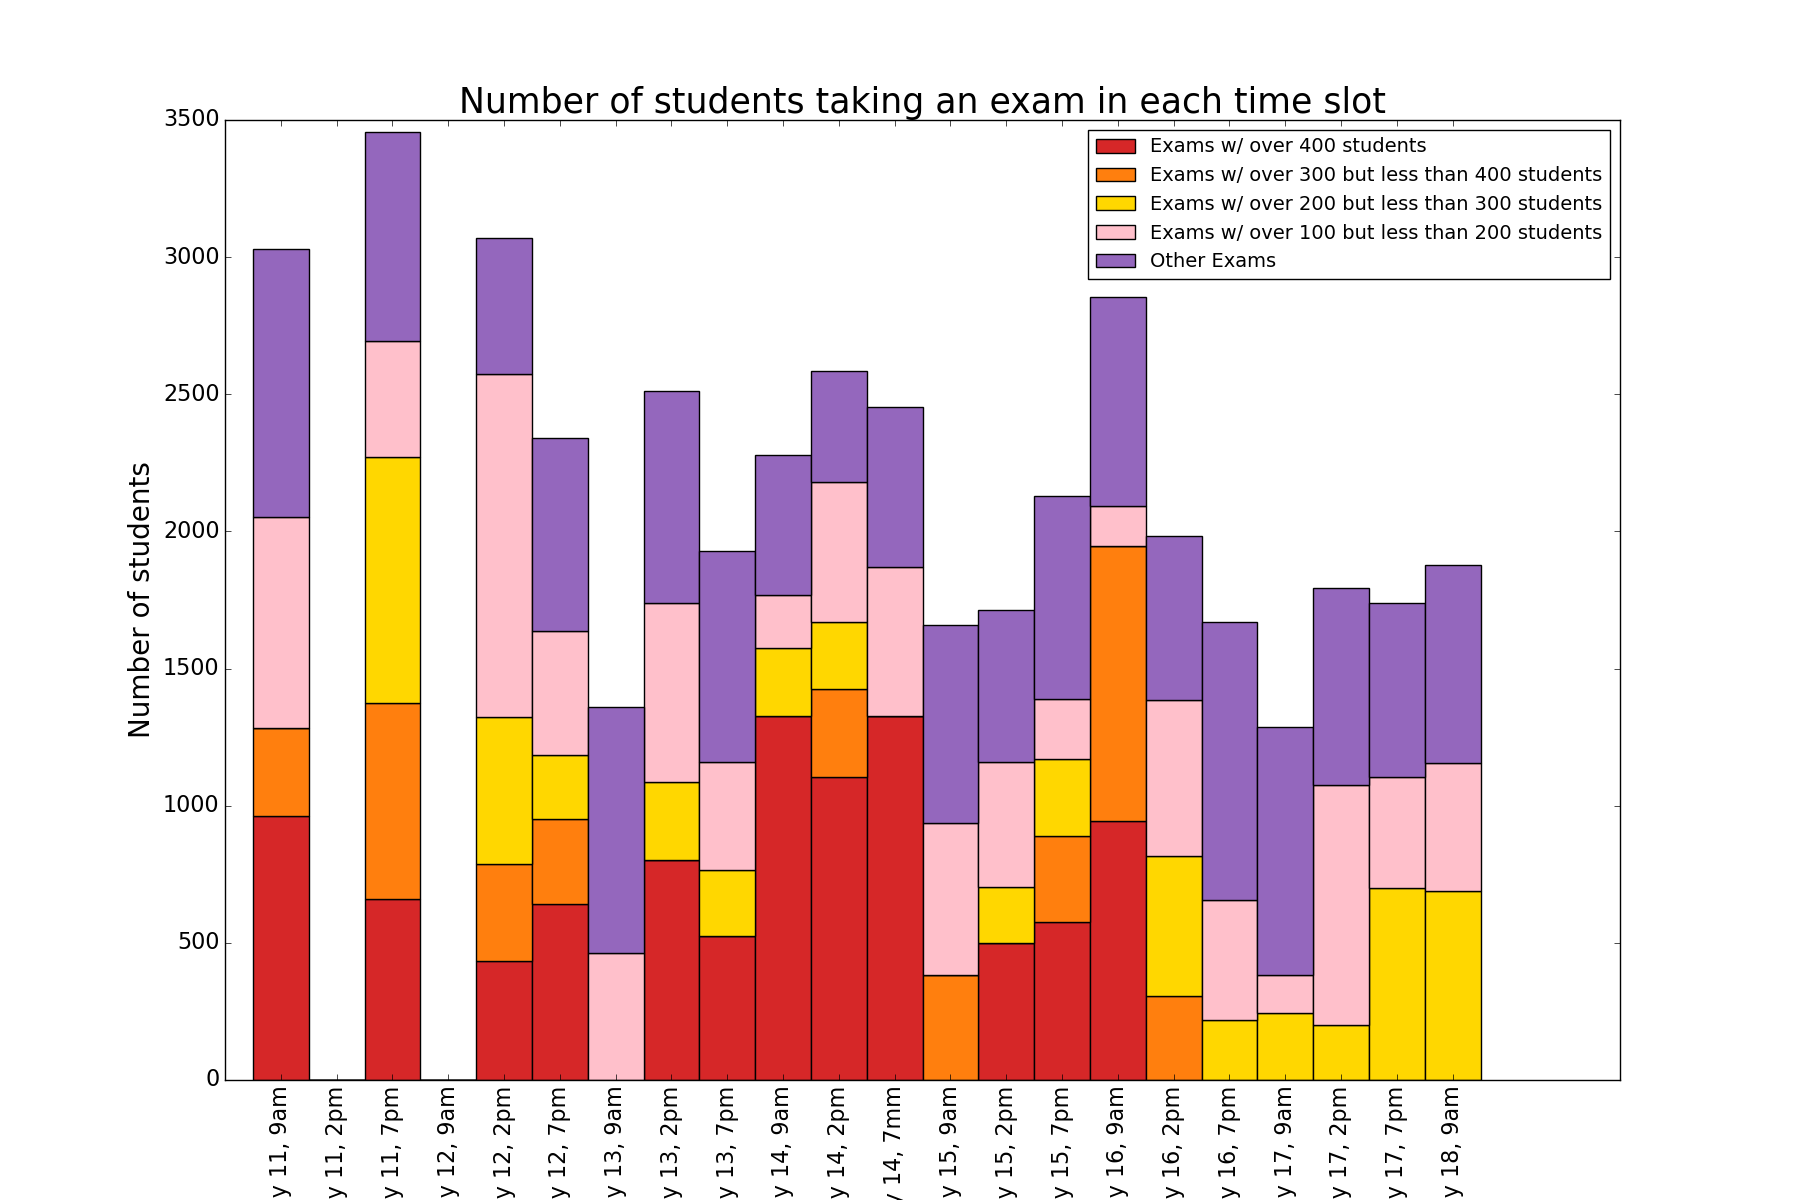 Number of students taking an exam in each time slot
Exams w/ over 400 students
Exams w/ over 300 but less than 400 students
Exams w/ over 200 but less than 300 students
Exams w/ over 100 but less than 200 students
Other Exams
Number of students
3500
3000
2500
2000
1500
1000
500
0
y 11, 9am
y 11, 2pm
y 11, 7pm
y 12, 9am
y 12, 2pm
y 12, 7pm
y 13, 9am
y 13, 2pm
y 13, 7pm
y 14, 9am
y 14, 2pm
y 14, 7mm
y 15, 9am
y 15, 2pm
y 15, 7pm
y 16, 9am
y 16, 2pm
y 16, 7pm
y 17, 9am
y 17, 2pm
y 17, 7pm
y 18, 9am